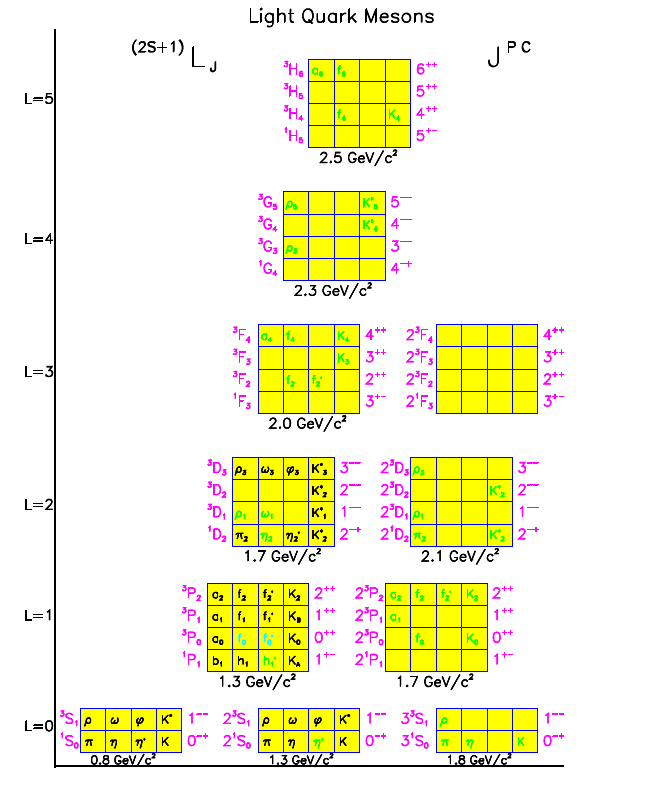 Light Quark Mesons
(2S+1) L J J P C
L=5
³H₆ a₆ f₆ 6⁺⁺
³H₅ 5⁺⁺
³H₄ f₄ K₄ 4⁺⁺
¹H₅ 5⁺⁻
2.5 GeV/c²
L=4
³G₅ ρ₅ K*₅ 5⁻⁻
³G₄ K*₄ 4⁻⁻
³G₃ ρ₃ 3⁻⁻
¹G₄ 4⁻⁺
2.3 GeV/c²
L=3
³F₄ a₄ f₄ K₄ 4⁺⁺ 2³F₄ 4⁺⁺
³F₃ K₃ 3⁺⁺ 2³F₃ 3⁺⁺
³F₂ f₂ f₂' 2⁺⁺ 2³F₂ 2⁺⁺
¹F₃ 3⁺⁻ 2¹F₃ 3⁺⁻
2.0 GeV/c²
L=2
³D₃ ρ₃ ω₃ φ₃ K*₃ 3⁻⁻ 2³D₃ ρ₃ 3⁻⁻
³D₂ K*₂ 2⁻⁻ 2³D₂ K*₂ 2⁻⁻
³D₁ ρ₁ ω₁ K*₁ 1⁻⁻ 2³D₁ ρ₁ 1⁻⁻
¹D₂ π₂ η₂ η₂' K*₂ 2⁻⁺ 2¹D₂ π₂ K*₂ 2⁻⁺
1.7 GeV/c² 2.1 GeV/c²
L=1
³P₂ a₂ f₂ f₂' K₂ 2⁺⁺ 2³P₂ a₂ f₂ f₂' K₂ 2⁺⁺
³P₁ a₁ f₁ f₁' K_B 1⁺⁺ 2³P₁ a₁ 1⁺⁺
³P₀ a₀ f₀ f₀' K₀ 0⁺⁺ 2³P₀ f₀ K₀ 0⁺⁺
¹P₁ b₁ h₁ h₁' K_A 1⁺⁻ 2¹P₁ 1⁺⁻
1.3 GeV/c² 1.7 GeV/c²
L=0
³S₁ ρ ω φ K* 1⁻⁻ 2³S₁ ρ ω φ K* 1⁻⁻ 3³S₁ ρ 1⁻⁻
¹S₀ π η η' K 0⁻⁺ 2¹S₀ π η η' K 0⁻⁺ 3¹S₀ π η K 0⁻⁺
0.8 GeV/c² 1.3 GeV/c² 1.8 GeV/c²